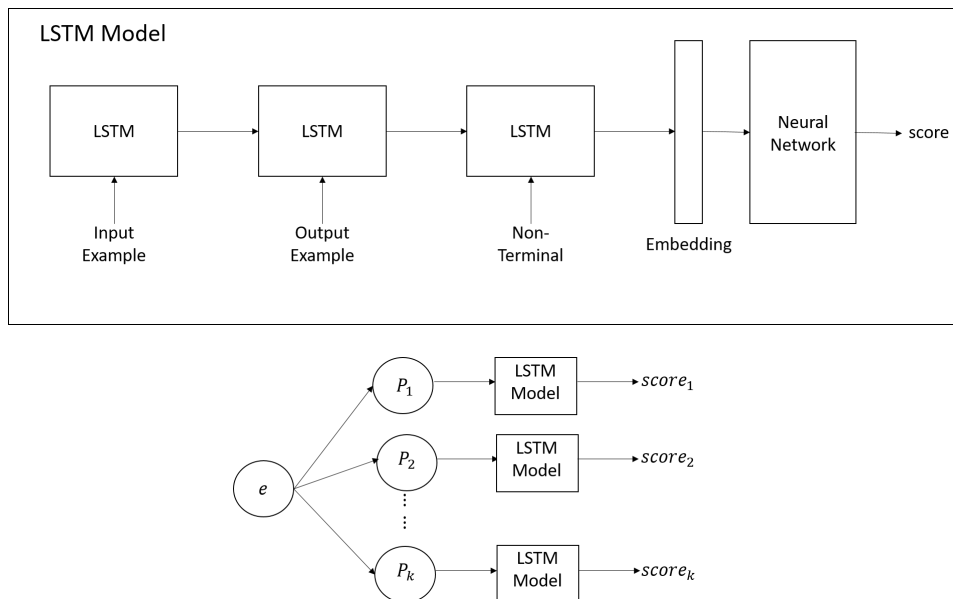 LSTM Model
LSTM
LSTM
LSTM
Neural
Network
score
Input
Example
Output
Example
Non-
Terminal
Embedding
e
P₁
LSTM
Model
score₁
P₂
LSTM
Model
score₂
Pₖ
LSTM
Model
scoreₖ